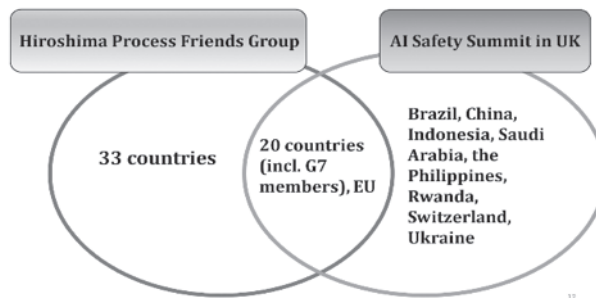 Hiroshima Process Friends Group
AI Safety Summit in UK
33 countries
20 countries
(incl. G7
members), EU
Brazil, China,
Indonesia, Saudi
Arabia, the
Philippines,
Rwanda,
Switzerland,
Ukraine